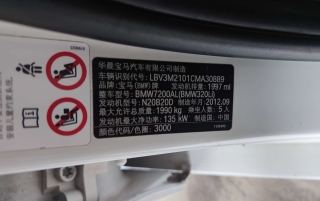 华晨宝马汽车有限公司制造
车辆识别代号: LBV3M2101CMA30889
品牌: 宝马(BMW)牌 发动机排量: 1997 ml
型号: BMW7200AL(BMW320Li)
发动机型号: N20B20D 制造年月: 2012.09
最大允许总质量: 1990 kg 乘坐人数: 5人
发动机最大净功率: 135 kW 制造国: 中国
颜色代码/色圈: 3000